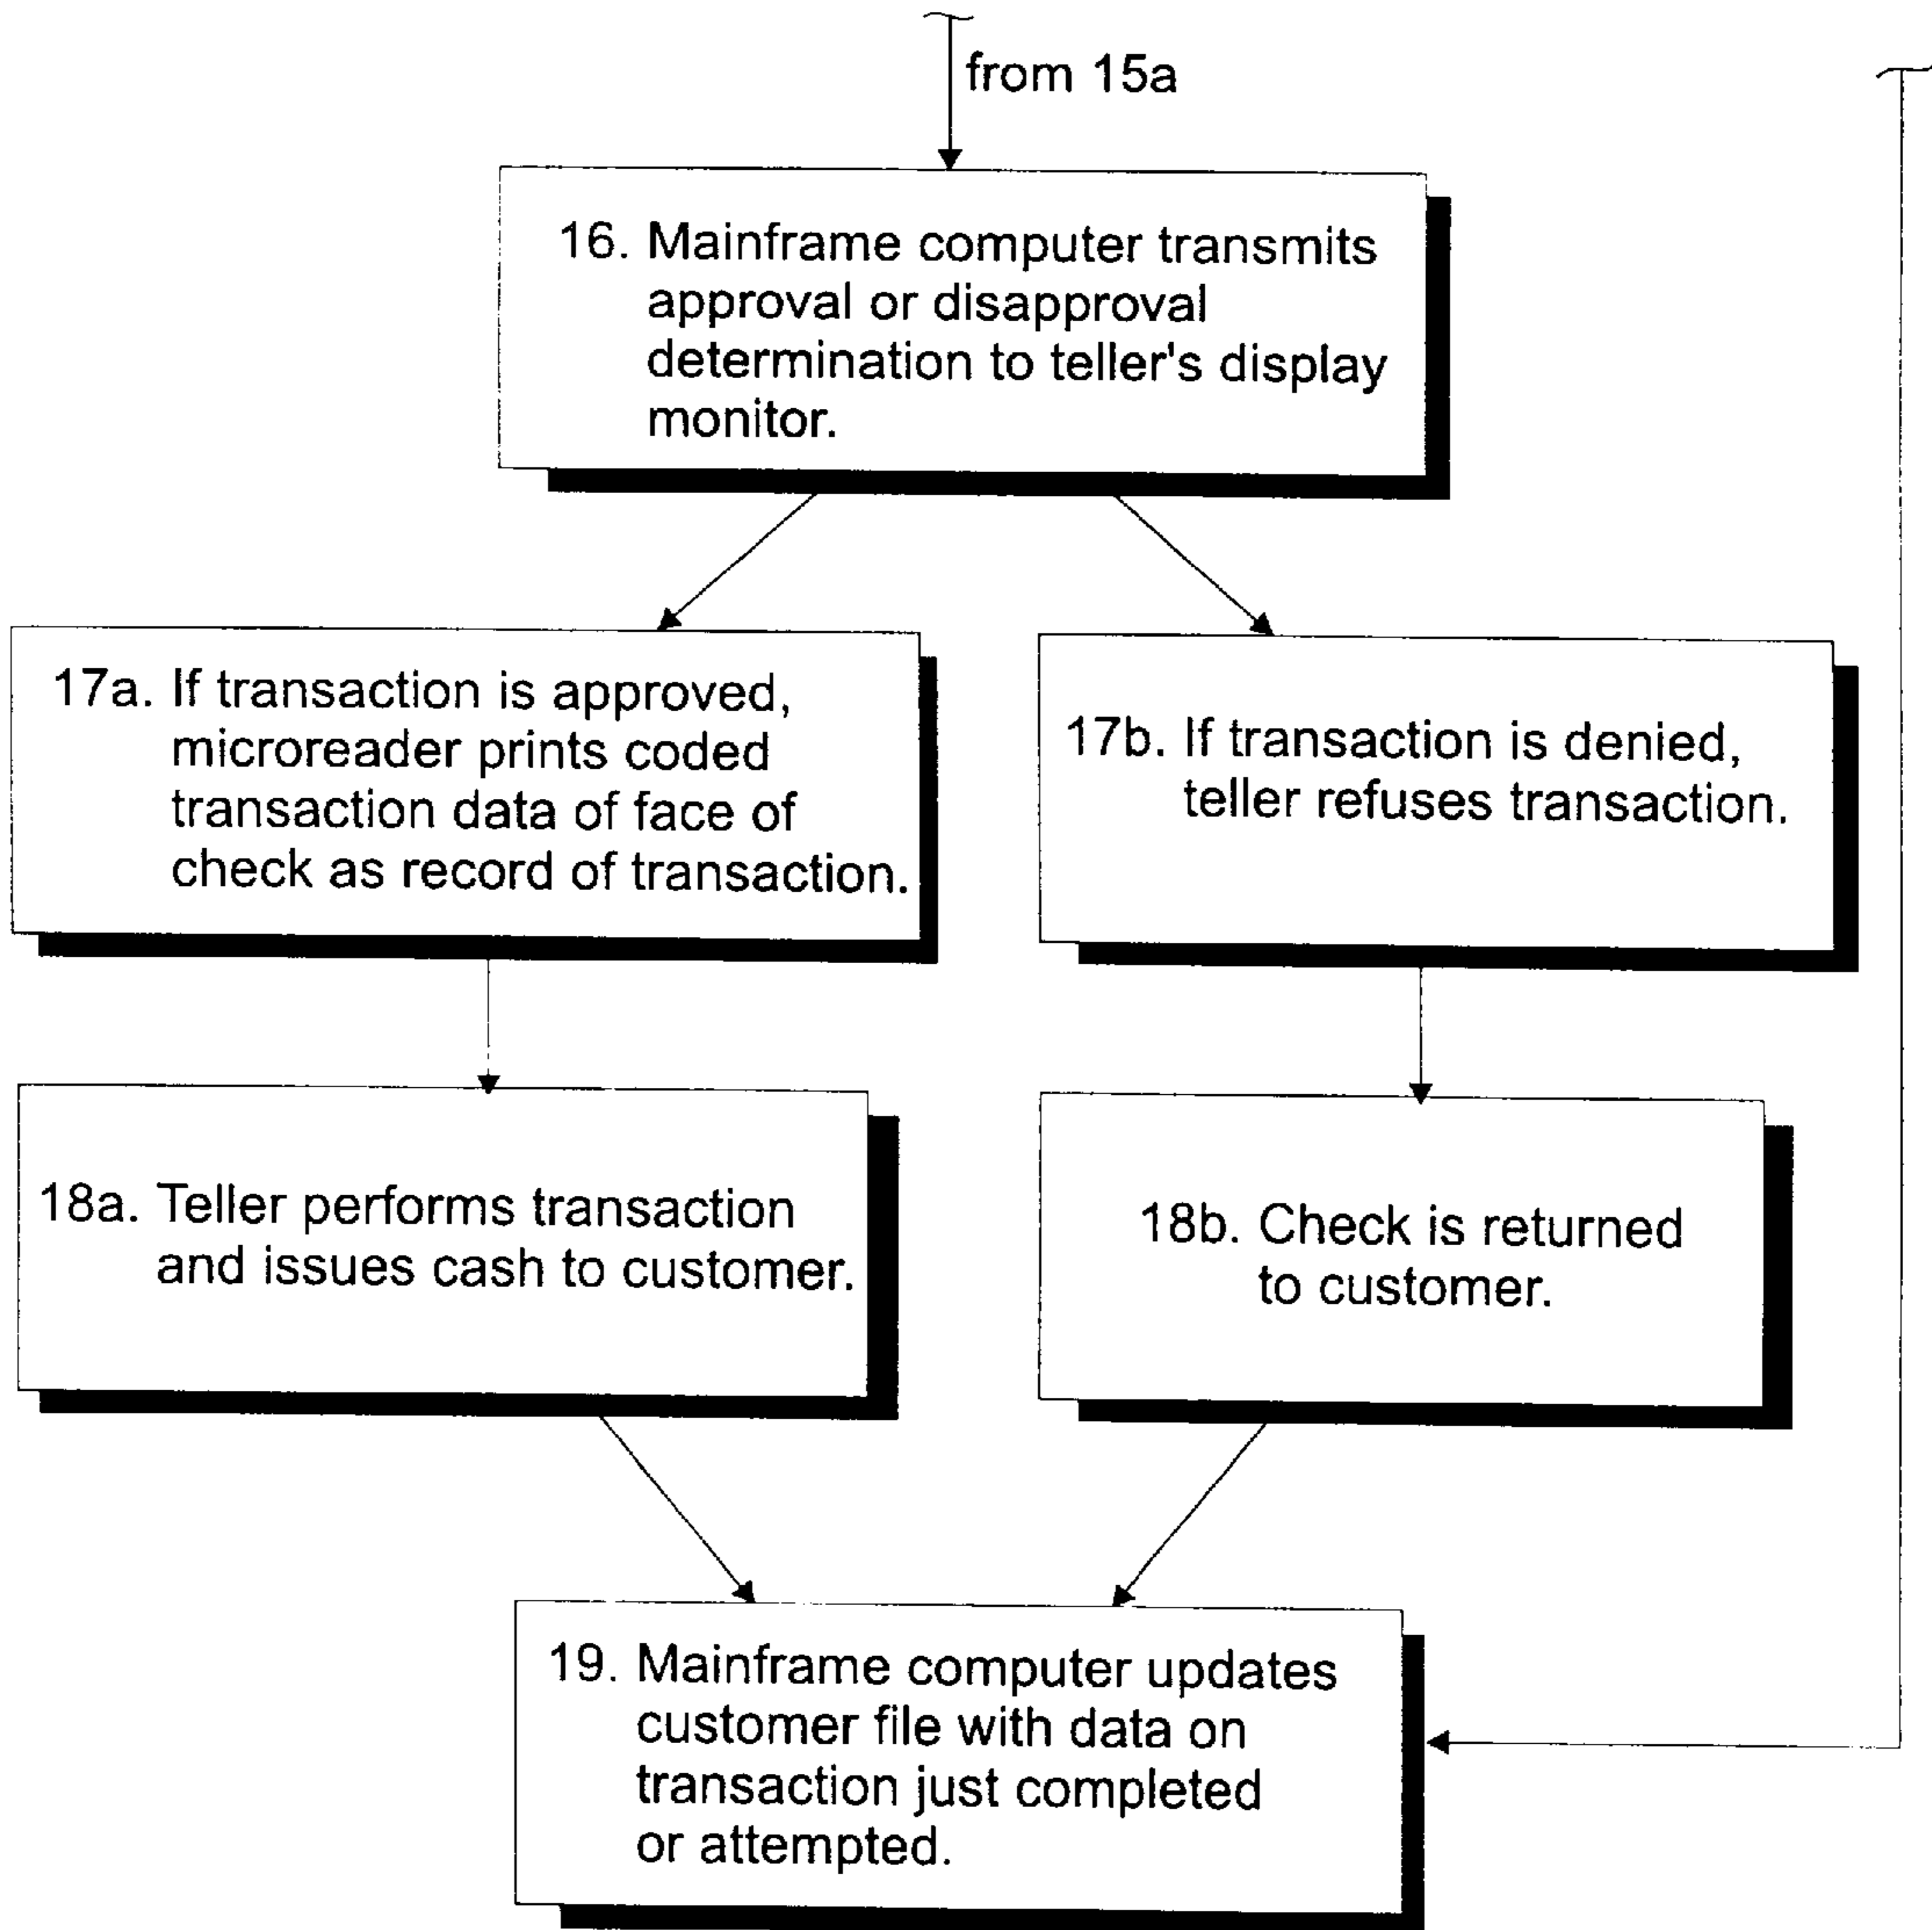 from 15a
16. Mainframe computer transmits
approval or disapproval
determination to teller's display
monitor.
17a. If transaction is approved,
microreader prints coded
transaction data of face of
check as record of transaction.
17b. If transaction is denied,
teller refuses transaction.
18a. Teller performs transaction
and issues cash to customer.
18b. Check is returned
to customer.
19. Mainframe computer updates
customer file with data on
transaction just completed
or attempted.